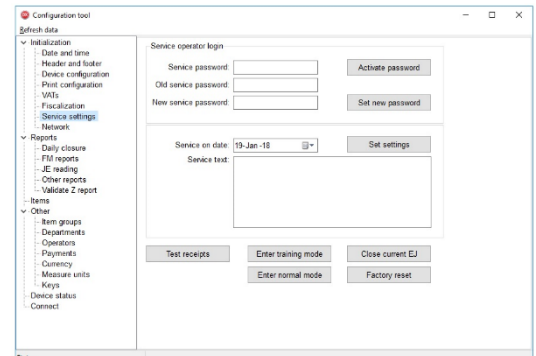 Configuration tool
Refresh data
Initialization
Date and time
Header and footer
Device configuration
Print configuration
VATs
Fiscalization
Service settings
Network
Reports
Daily closure
FM reports
JE reading
Other reports
Validate Z report
Items
Other
Item groups
Departments
Operators
Payments
Currency
Measure units
Keys
Device status
Connect
Service operator login
Service password:
Activate password
Old service password:
New service password:
Set new password
Service on date: 19-Jan -18
Set settings
Service text:
Test receipts
Enter training mode
Close current EJ
Enter normal mode
Factory reset